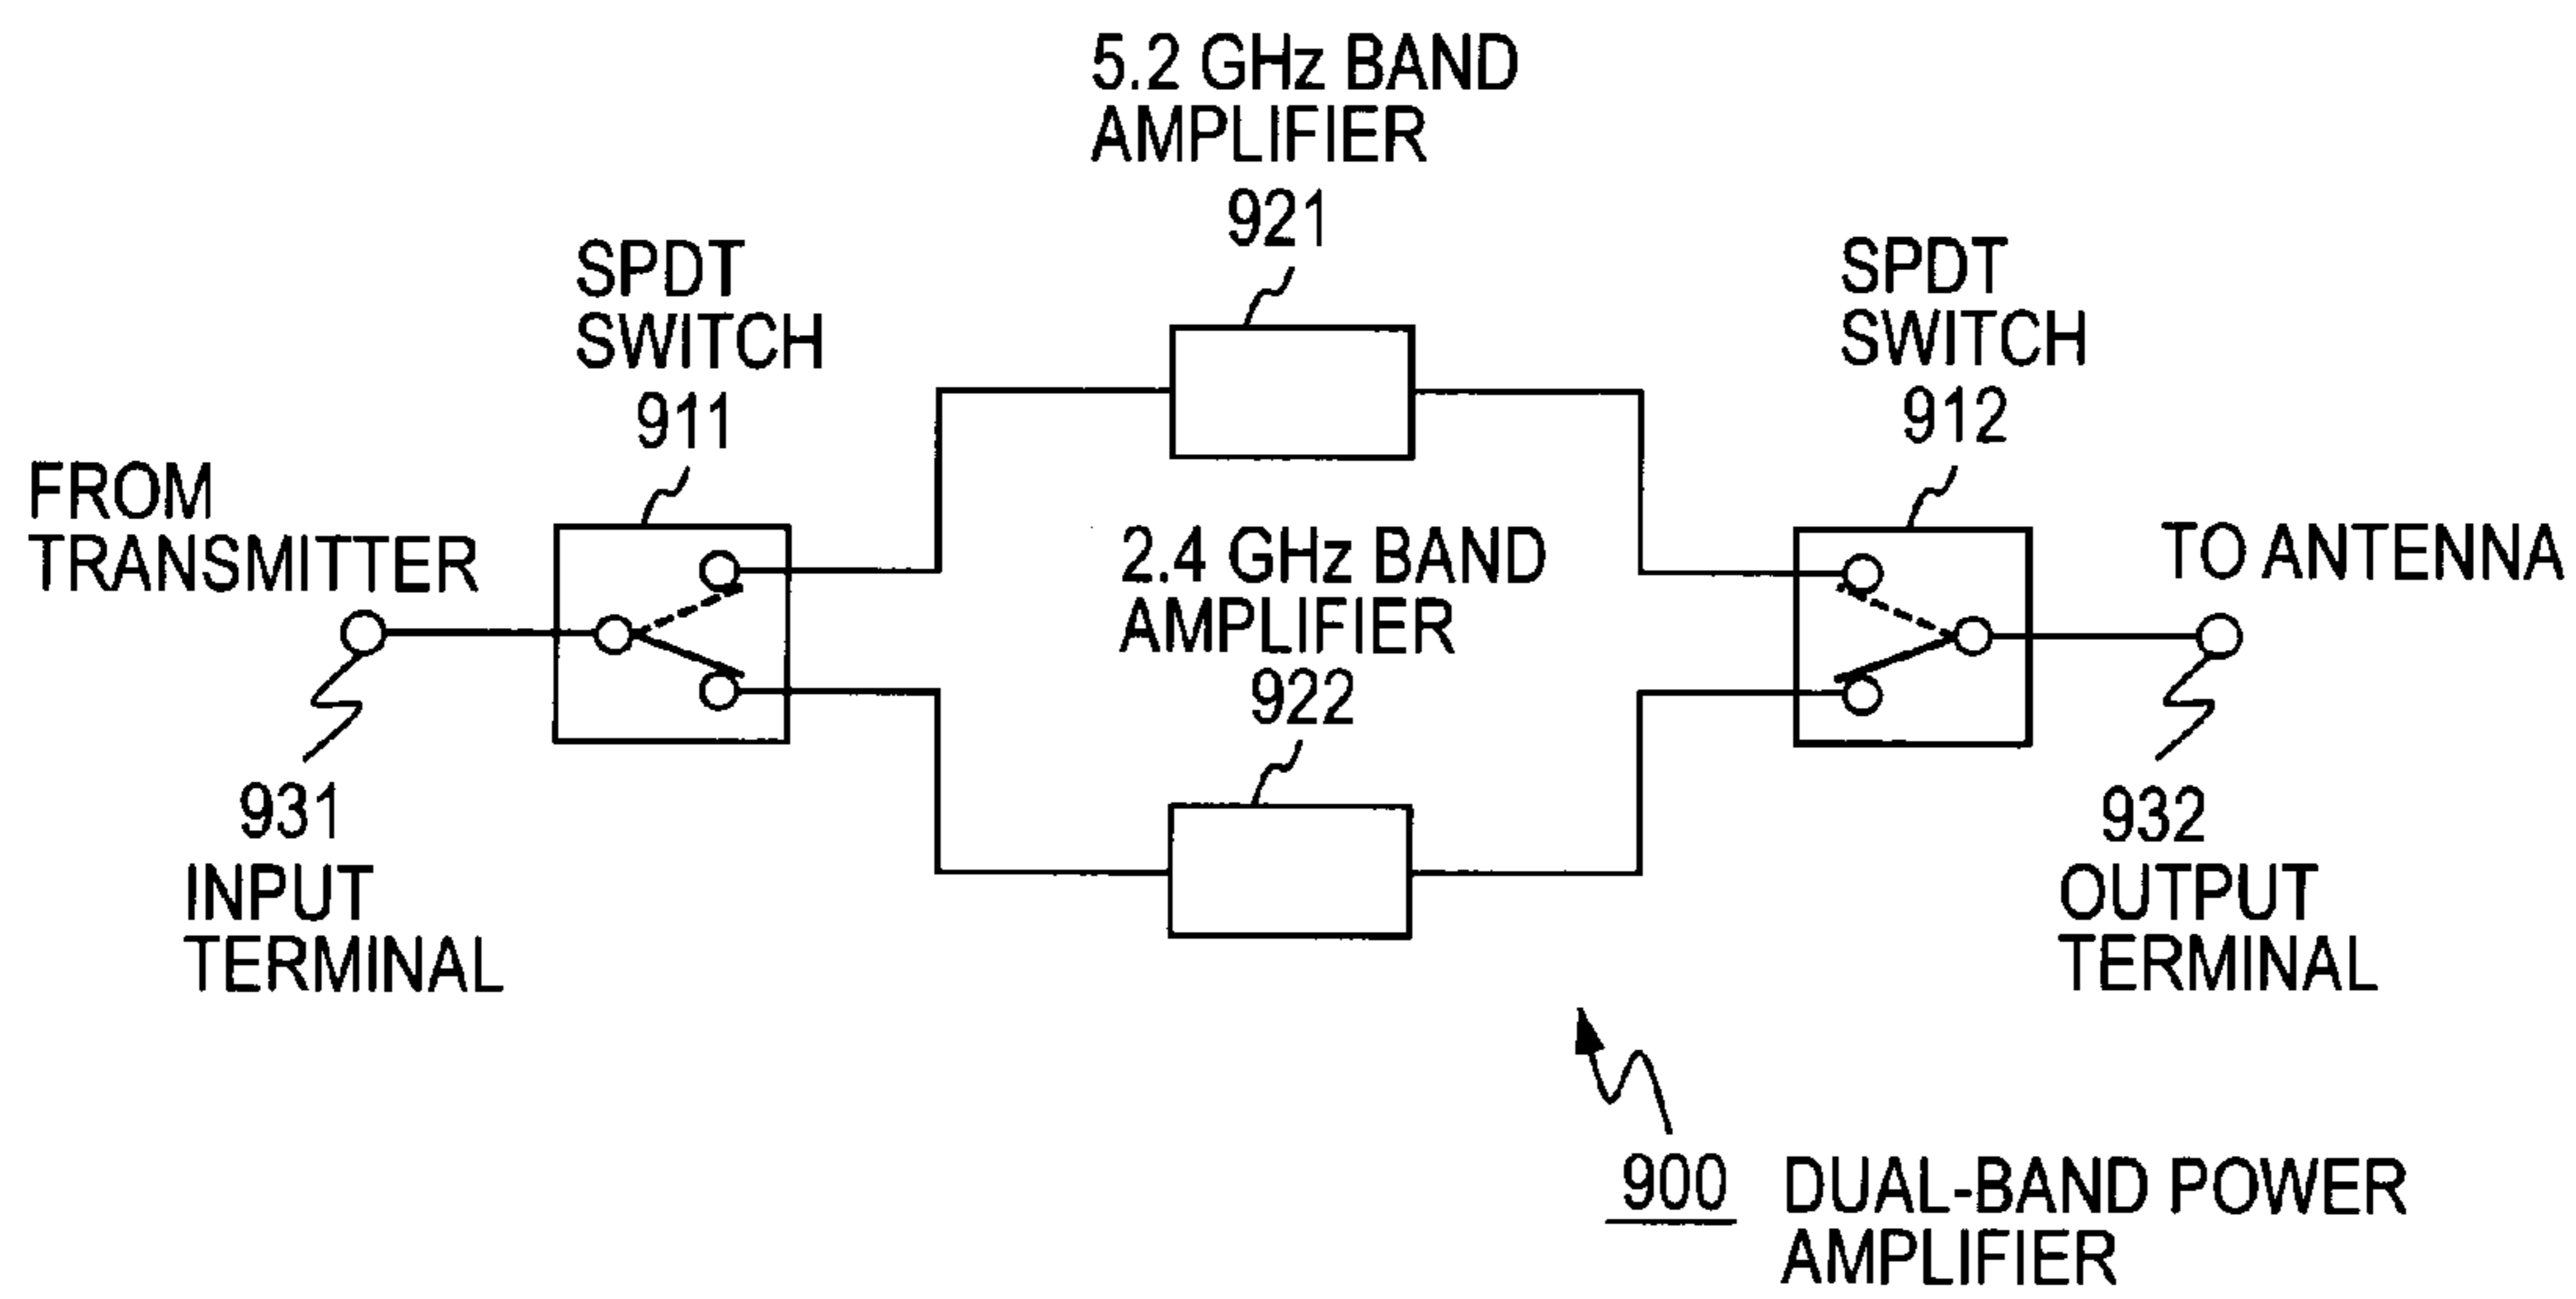 5.2 GHz BAND
AMPLIFIER
921
SPDT
SWITCH
911
SPDT
SWITCH
912
FROM
TRANSMITTER
2.4 GHz BAND
AMPLIFIER
922
TO ANTENNA
931
INPUT
TERMINAL
932
OUTPUT
TERMINAL
900 DUAL-BAND POWER
AMPLIFIER